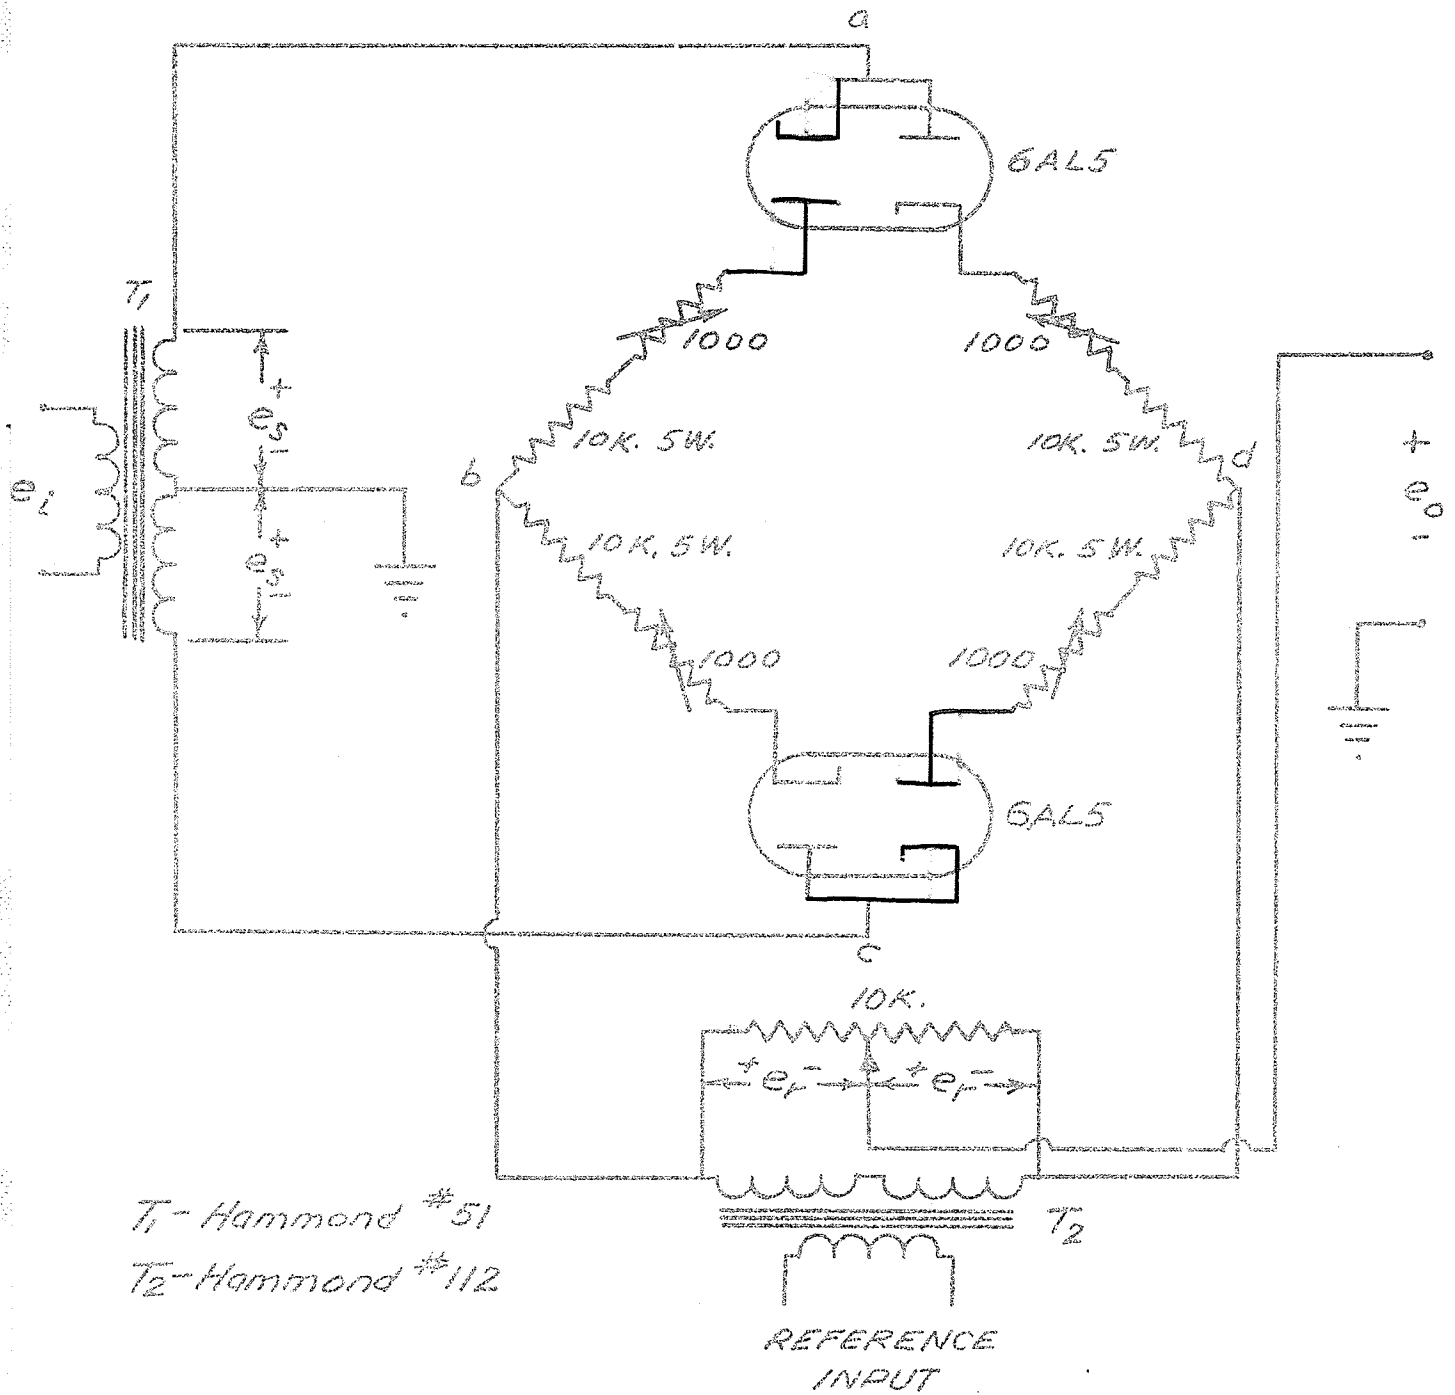 a
6AL5
T1
1000
1000
+
es
-
10K. 5W.
10K. 5W.
b
d
ei
+
eo
-
+
es
-
10K. 5W.
10K. 5W.
1000
1000
6AL5
c
10K.
+ er - + er -
T1 - Hammond #51
T2
T2 - Hammond #112
REFERENCE
INPUT